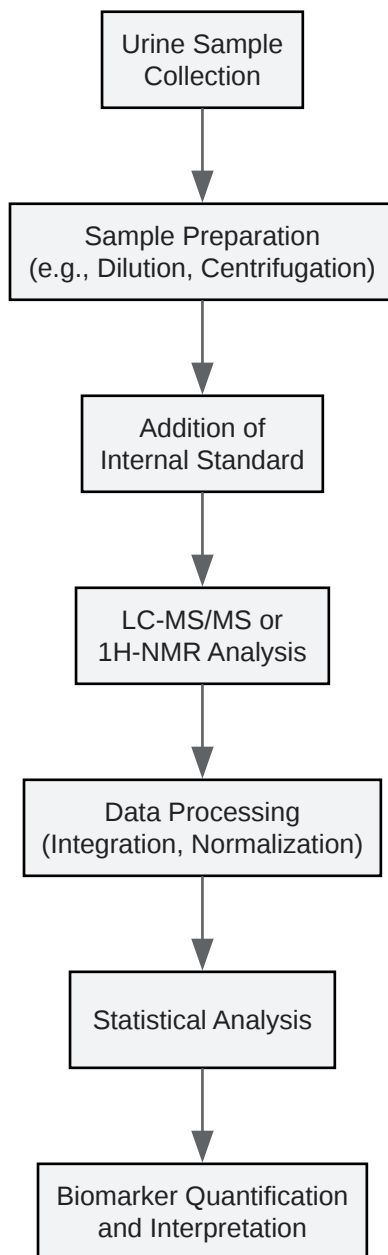 Urine Sample
Collection
Sample Preparation
(e.g., Dilution, Centrifugation)
Addition of
Internal Standard
LC-MS/MS or
1H-NMR Analysis
Data Processing
(Integration, Normalization)
Statistical Analysis
Biomarker Quantification
and Interpretation